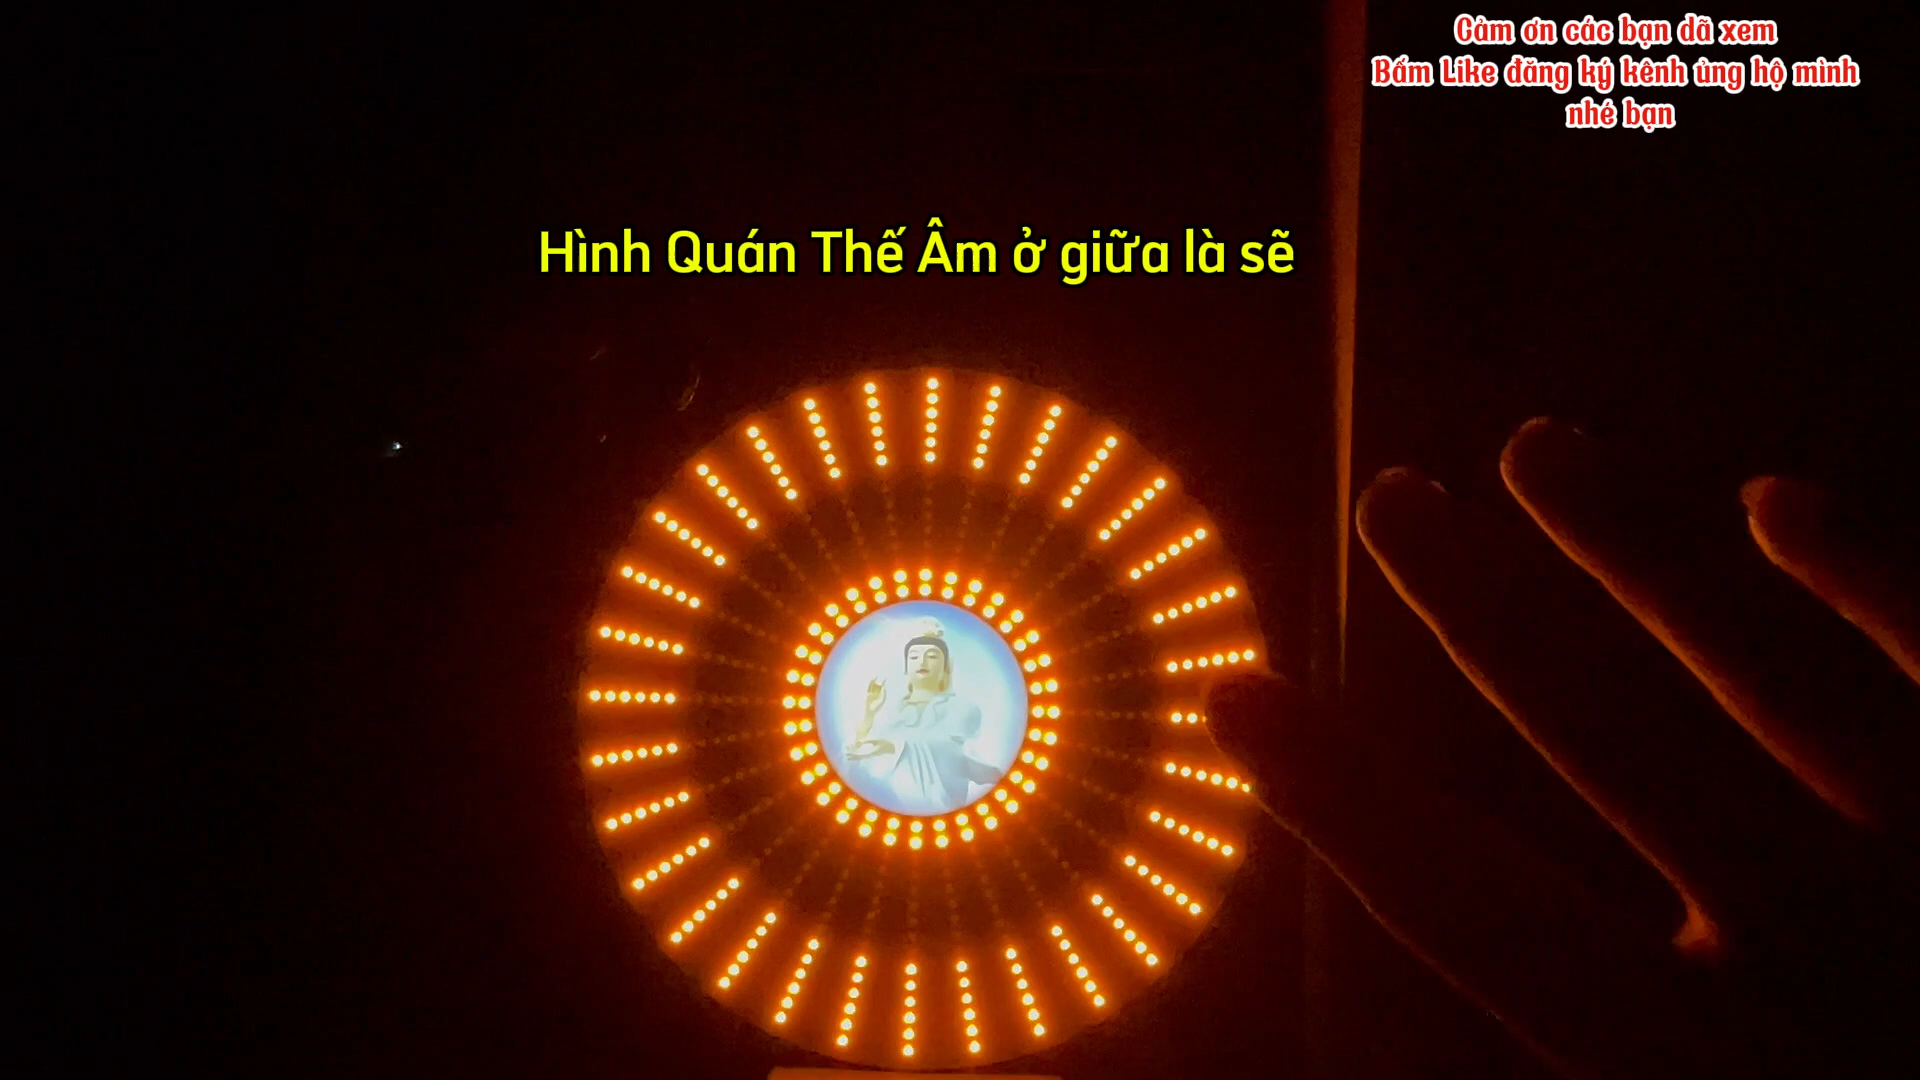 Cảm ơn các bạn dã xem
Bấm Like đăng ký kênh ủng hộ mình
nhé bạn
Hình Quán Thế Âm ở giữa là sẽ